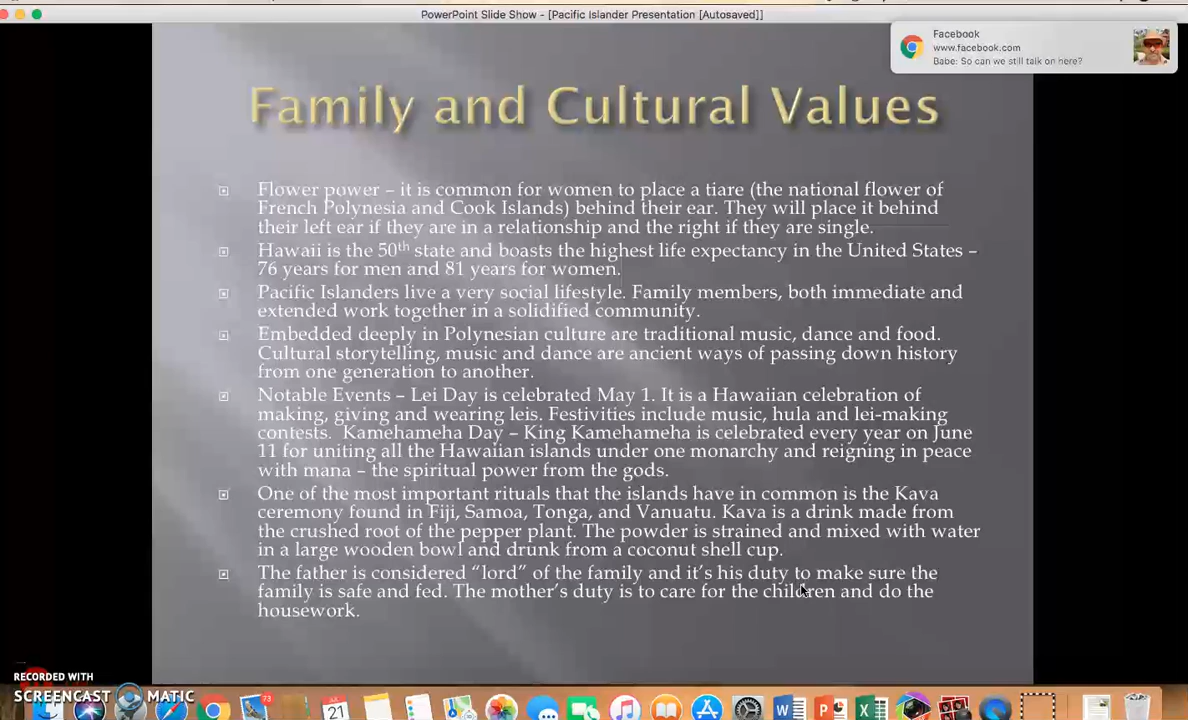 PowerPoint Slide Show - [Pacific Islander Presentation [Autosaved]]
Facebook
www.facebook.com
Babe: So can we still talk on here?
Family and Cultural Values
Flower power – it is common for women to place a tiare (the national flower of
French Polynesia and Cook Islands) behind their ear. They will place it behind
their left ear if they are in a relationship and the right if they are single.
Hawaii is the 50th state and boasts the highest life expectancy in the United States –
76 years for men and 81 years for women.
Pacific Islanders live a very social lifestyle. Family members, both immediate and
extended work together in a solidified community.
Embedded deeply in Polynesian culture are traditional music, dance and food.
Cultural storytelling, music and dance are ancient ways of passing down history
from one generation to another.
Notable Events – Lei Day is celebrated May 1. It is a Hawaiian celebration of
making, giving and wearing leis. Festivities include music, hula and lei-making
contests.  Kamehameha Day – King Kamehameha is celebrated every year on June
11 for uniting all the Hawaiian islands under one monarchy and reigning in peace
with mana – the spiritual power from the gods.
One of the most important rituals that the islands have in common is the Kava
ceremony found in Fiji, Samoa, Tonga, and Vanuatu. Kava is a drink made from
the crushed root of the pepper plant. The powder is strained and mixed with water
in a large wooden bowl and drunk from a coconut shell cup.
The father is considered “lord” of the family and it’s his duty to make sure the
family is safe and fed. The mother’s duty is to care for the children and do the
housework.
RECORDED WITH
SCREENCAST MATIC
73
21
W
P
X